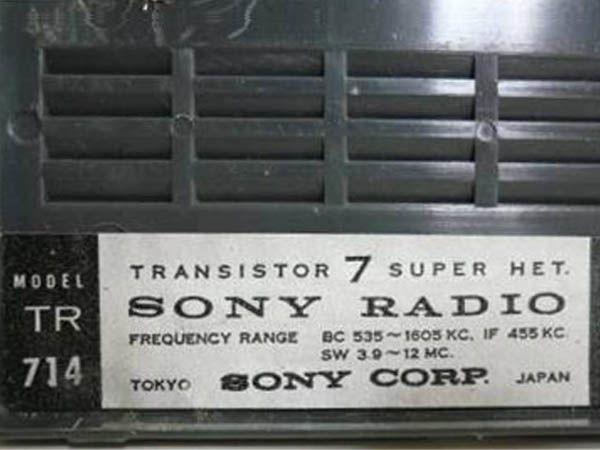 MODEL
TR
714
TRANSISTOR 7 SUPER HET.
SONY RADIO
FREQUENCY RANGE BC 535~1605 KC. IF 455 KC
SW 3.9~12 MC.
TOKYO SONY CORP. JAPAN